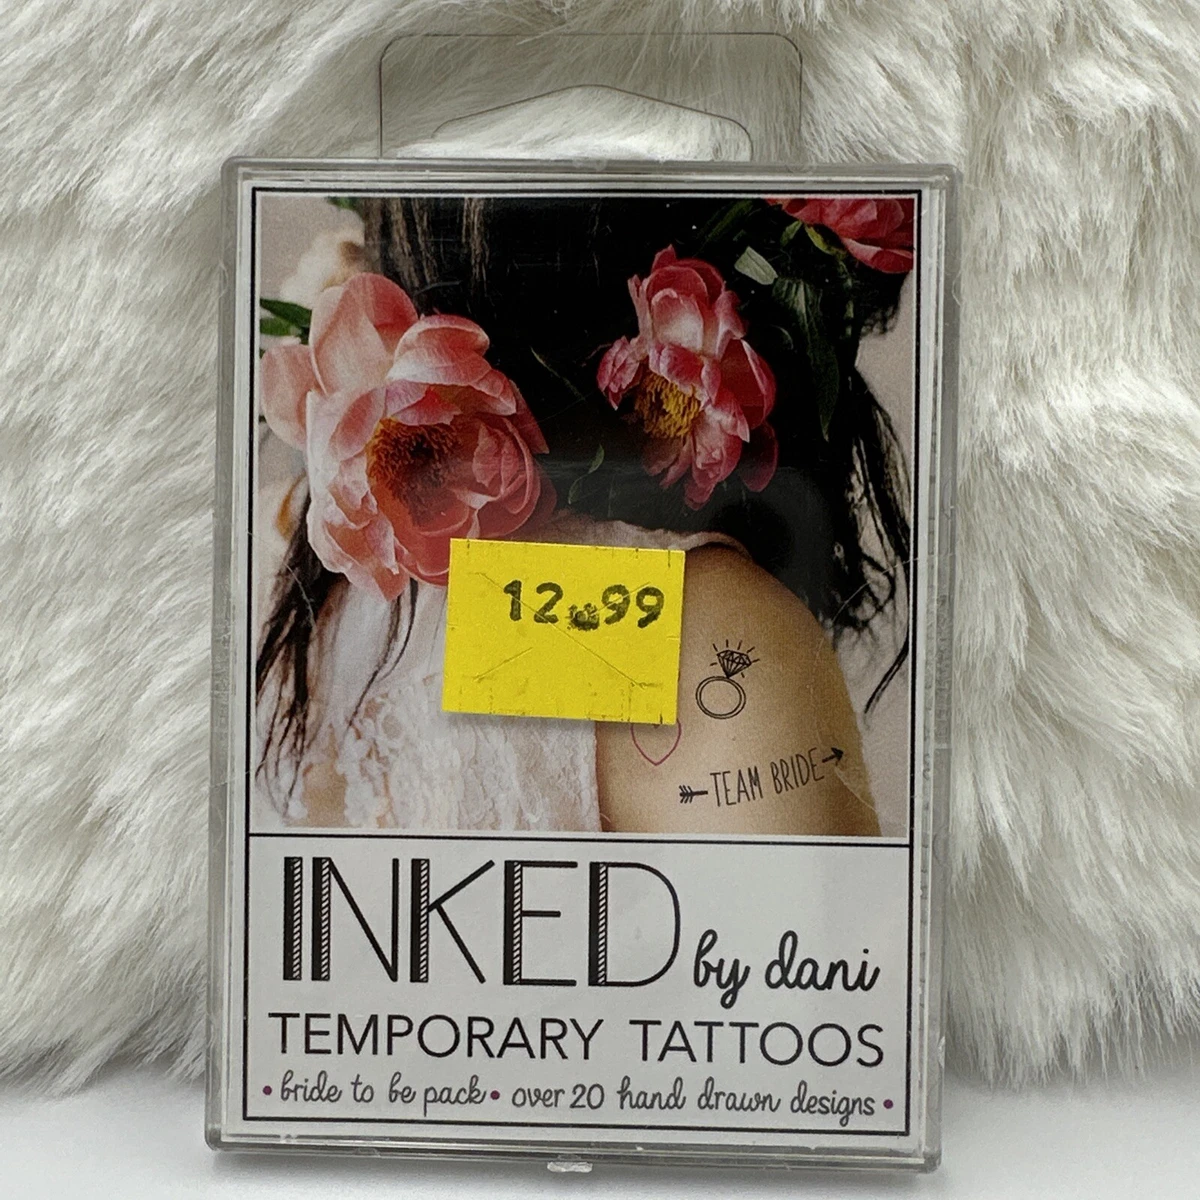 12.99
TEAM BRIDE
INKED by dani
TEMPORARY TATTOOS
• bride to be pack • over 20 hand drawn designs •